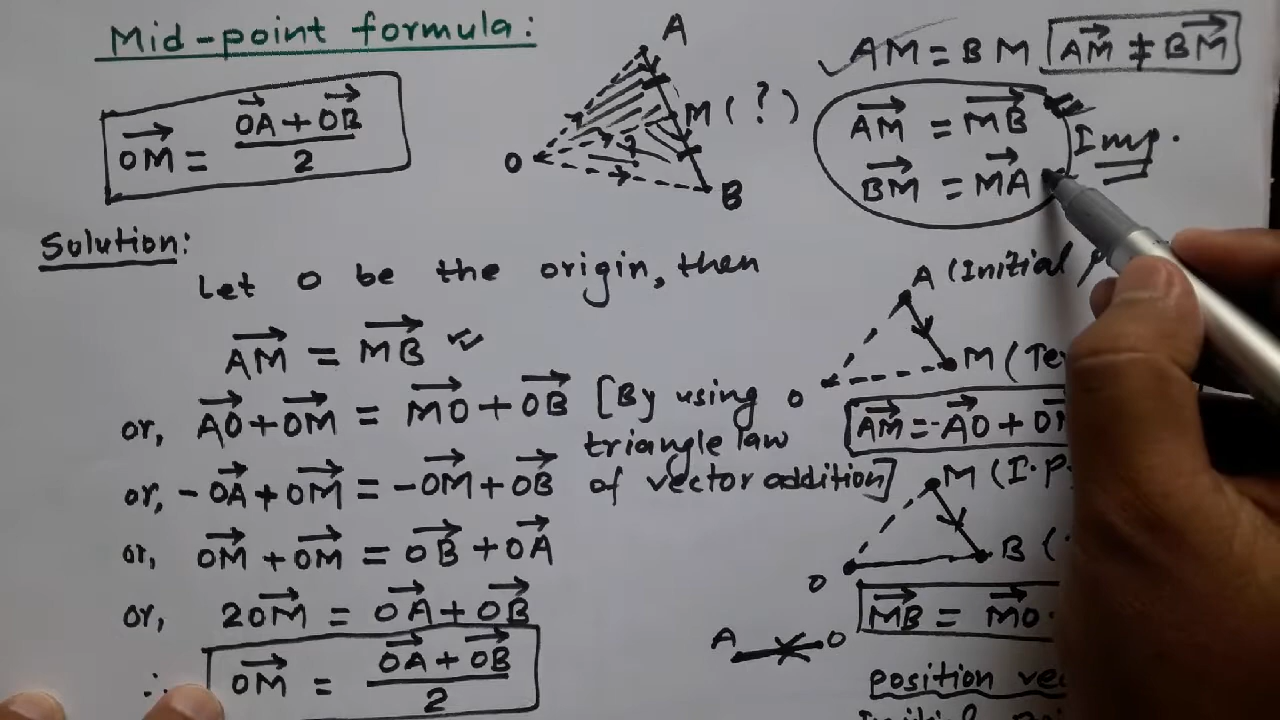 Mid-point formula:
OM = OA + OB / 2
A
M (?)
O
B
AM = BM AM ≠ BM
AM = MB
BM = MA
Imp.
Solution:
Let O be the origin, then
AM = MB
or, AO + OM = MO + OB [By using
triangle law
of vector addition]
or, -OA + OM = -OM + OB
or, OM + OM = OB + OA
or, 2OM = OA + OB
∴ OM = OA + OB / 2
A (Initial
M (Te
O
AM = -AO + OM
M (I.P
B (
O
MB = MO
A O
position vec